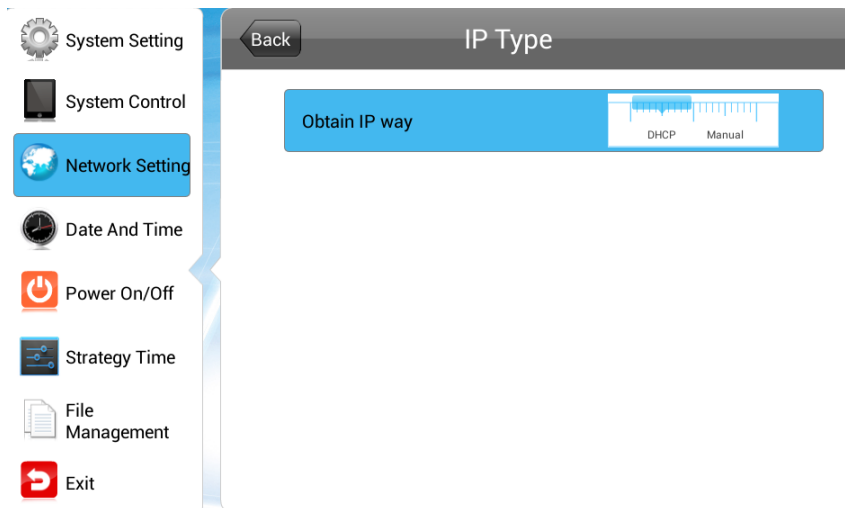 System Setting
System Control
Network Setting
Date And Time
Power On/Off
Strategy Time
File
Management
Exit
Back
IP Type
Obtain IP way
DHCP Manual